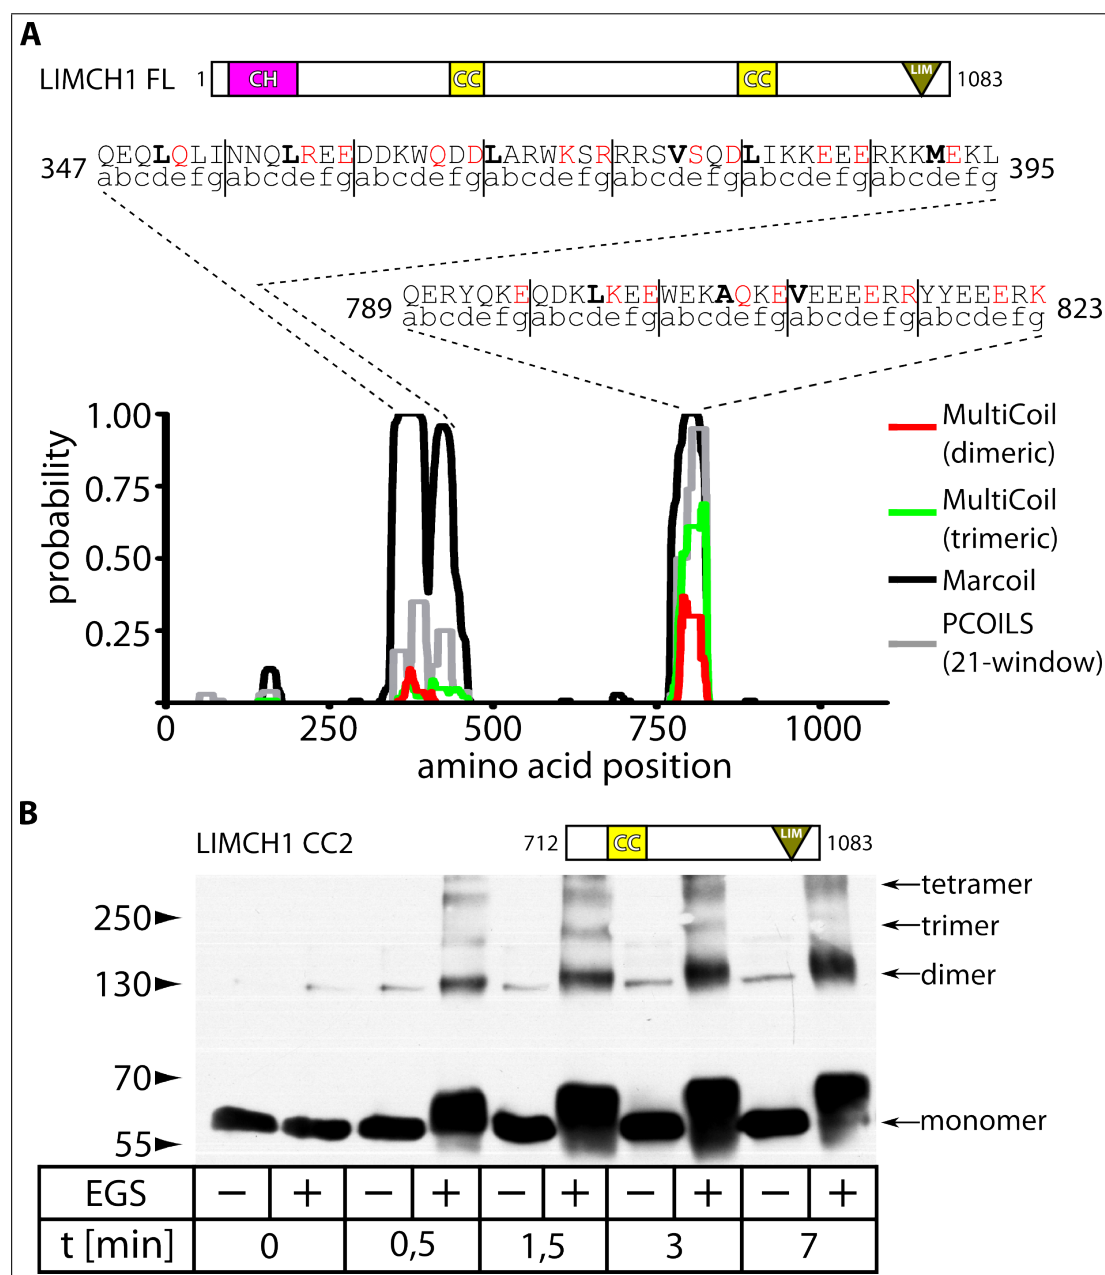 A
LIMCH1 FL 1 CH CC CC LIM 1083
347 QEQLQLINNQLREEDDKWQDDLARWKSRRRSVSQDLIKKEEERKKMEKL 395
abcdefgabcdefgabcdefgabcdefgabcdefgabcdefgabcdefg
789 QERYQKEQDKLKEEWEKAQKEVEEEERRYYEEERK 823
abcdefgabcdefgabcdefgabcdefgabcdefg
probability
1.00
0.75
0.50
0.25
0 250 500 750 1000
amino acid position
MultiCoil
(dimeric)
MultiCoil
(trimeric)
Marcoil
PCOILS
(21-window)
B
LIMCH1 CC2 712 CC LIM 1083
250
130
70
55
tetramer
trimer
dimer
monomer
EGS − + − + − + − + − +
t [min] 0 0,5 1,5 3 7